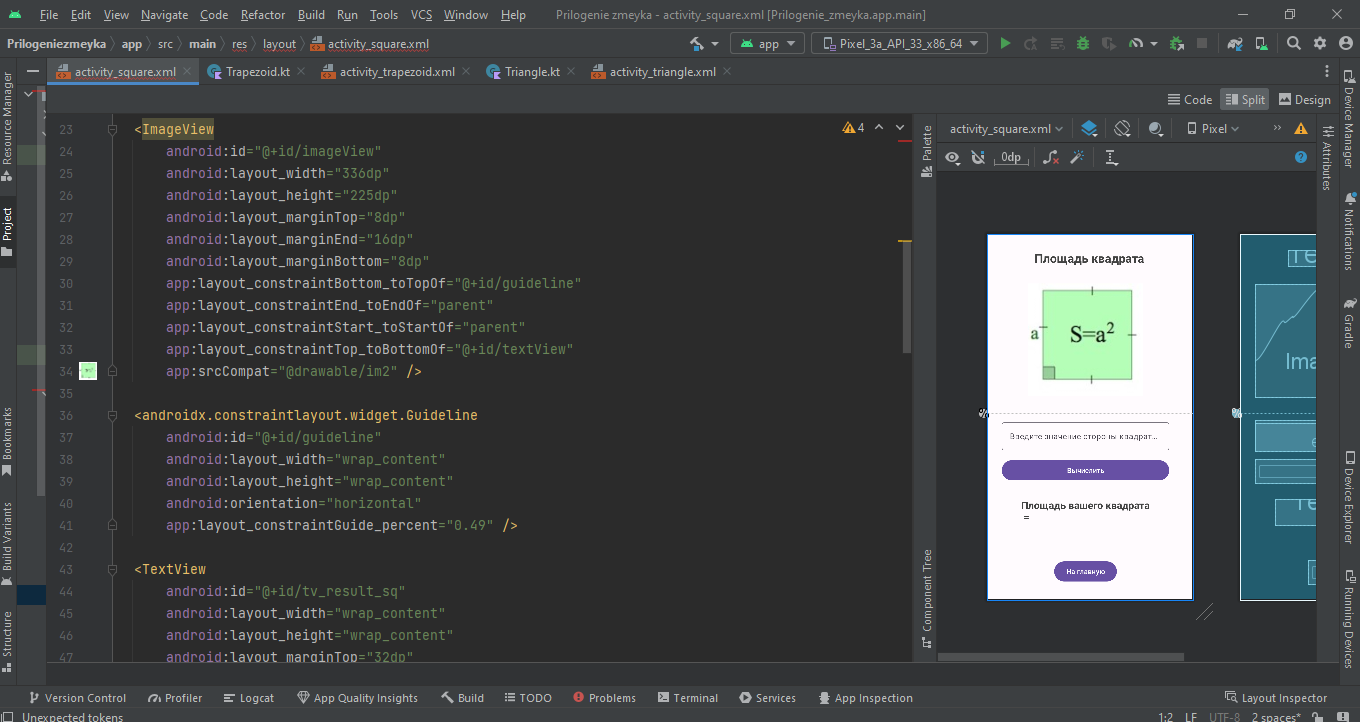 File Edit View Navigate Code Refactor Build Run Tools VCS Window Help Prilogenie zmeyka - activity_square.xml [Prilogenie_zmeyka.app.main]
Prilogeniezmeyka app src main res layout activity_square.xml app Pixel_3a_API_33_x86_64
activity_square.xml Trapezoid.kt activity_trapezoid.xml Triangle.kt activity_triangle.xml
Code Split Design
Resource Manager
Project
Bookmarks
Build Variants
Structure
4
23 <ImageView
24 android:id="@+id/imageView"
25 android:layout_width="336dp"
26 android:layout_height="225dp"
27 android:layout_marginTop="8dp"
28 android:layout_marginEnd="16dp"
29 android:layout_marginBottom="8dp"
30 app:layout_constraintBottom_toTopOf="@+id/guideline"
31 app:layout_constraintEnd_toEndOf="parent"
32 app:layout_constraintStart_toStartOf="parent"
33 app:layout_constraintTop_toBottomOf="@+id/textView"
34 app:srcCompat="@drawable/im2" />
35
36 <androidx.constraintlayout.widget.Guideline
37 android:id="@+id/guideline"
38 android:layout_width="wrap_content"
39 android:layout_height="wrap_content"
40 android:orientation="horizontal"
41 app:layout_constraintGuide_percent="0.49" />
42
43 <TextView
44 android:id="@+id/tv_result_sq"
45 android:layout_width="wrap_content"
46 android:layout_height="wrap_content"
47 android:layout_marginTop="32dp"
Palette
Component Tree
activity_square.xml Pixel
0dp
Площадь квадрата
a
S=a²
Введите значение стороны квадрат...
Вычислить
Площадь вашего квадрата
=
На главную
Te
Ima
e
Te
Attributes
Device Manager
Notifications
Gradle
Device Explorer
Running Devices
Version Control Profiler Logcat App Quality Insights Build TODO Problems Terminal Services App Inspection Layout Inspector
Unexpected tokens 1:2 LF UTF-8 2 spaces*